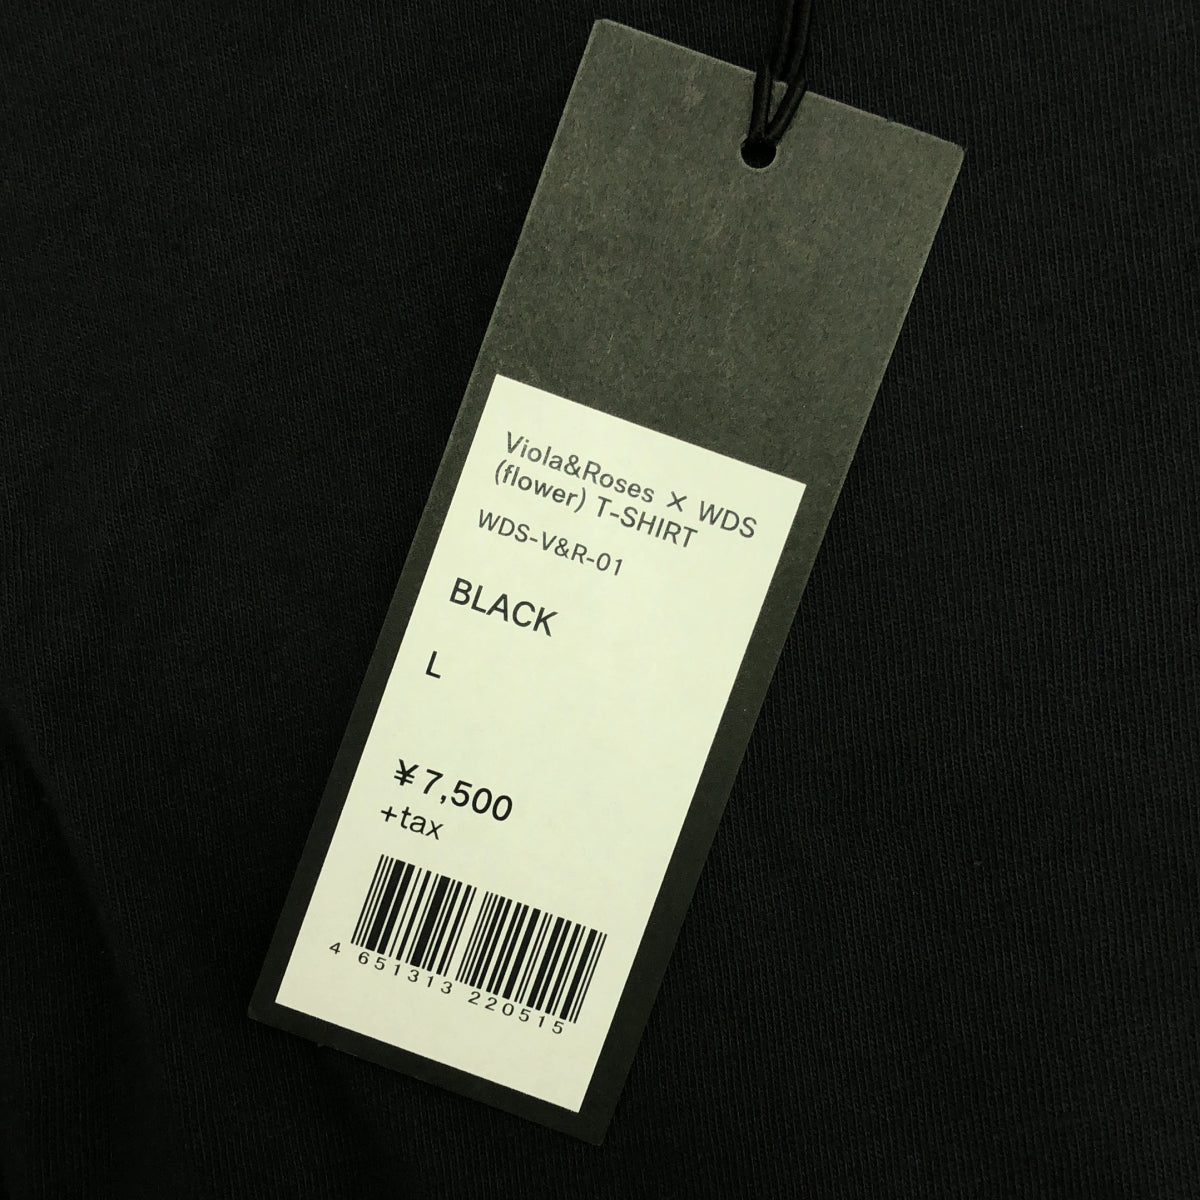 Viola&Roses × WDS
(flower) T-SHIRT
WDS-V&R-01
BLACK
L
¥7,500
+tax
4 651313 220515